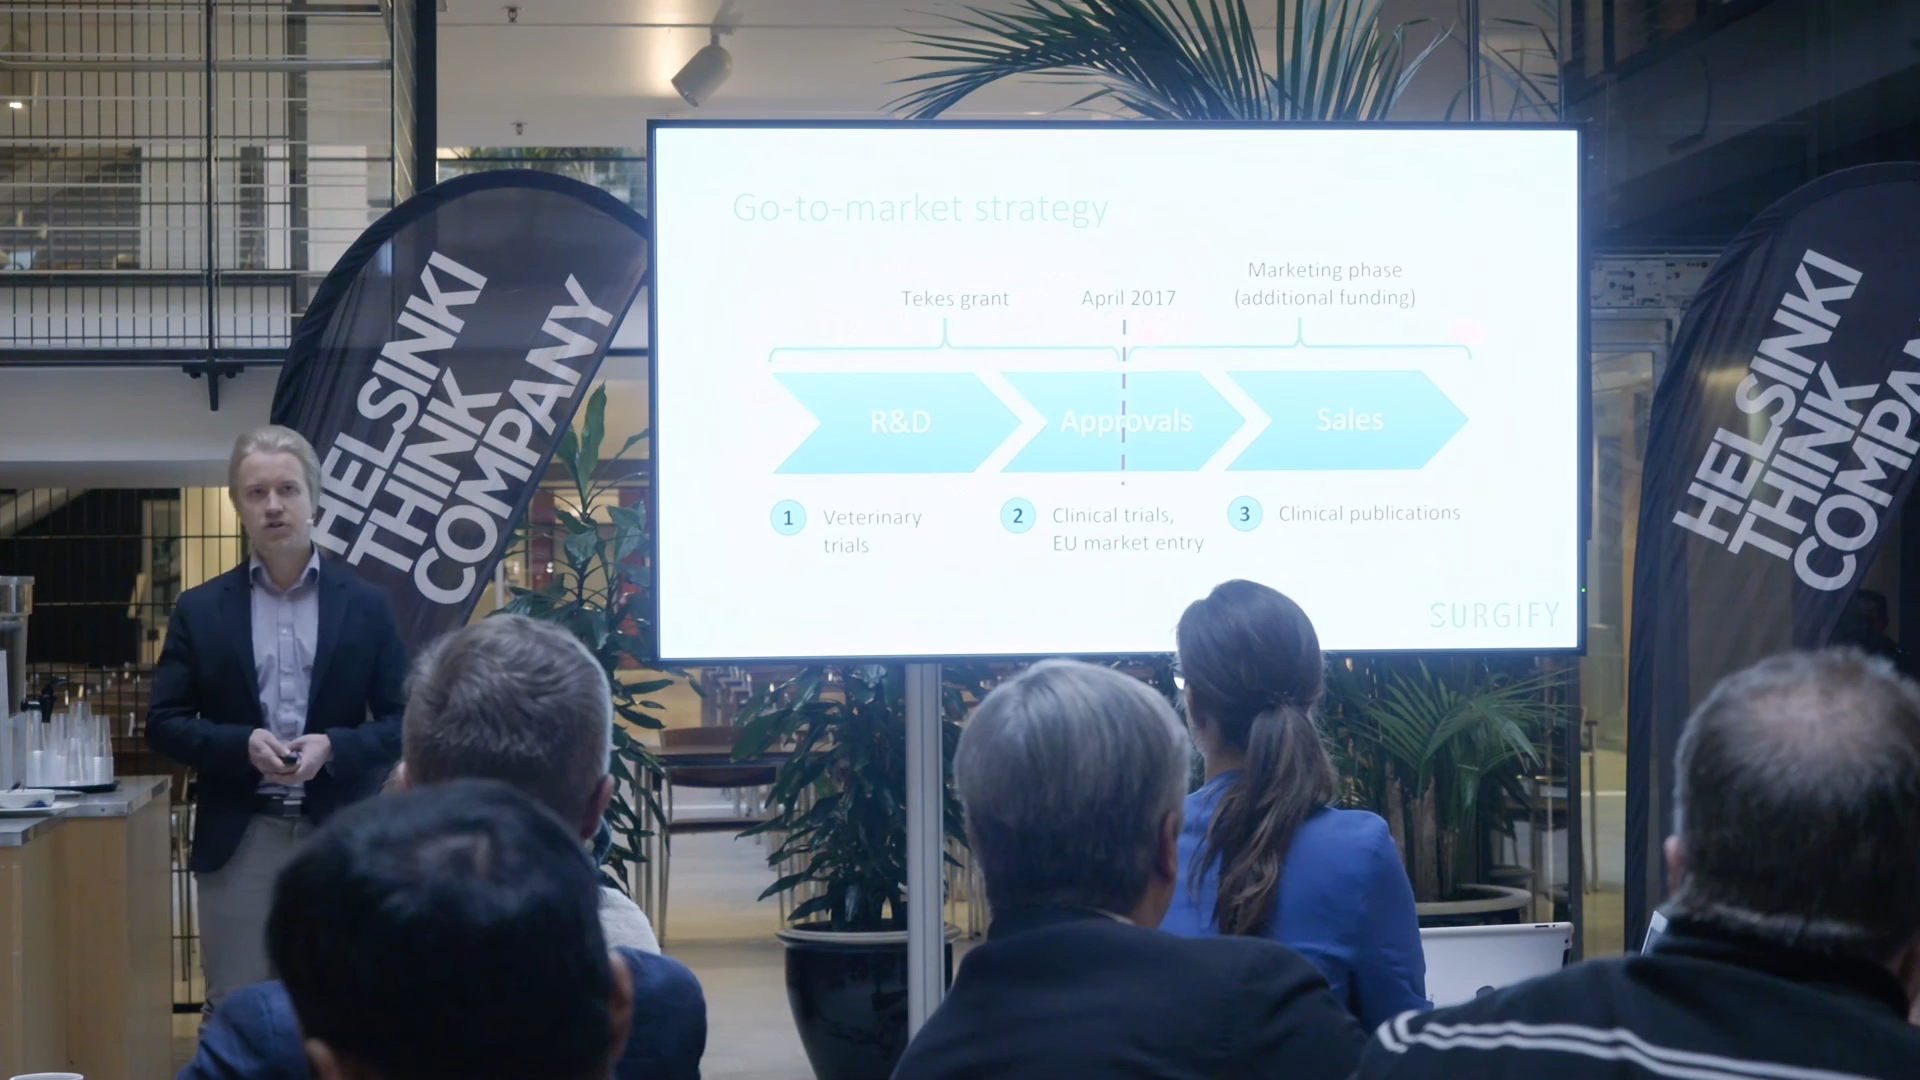 HELSINKI
THINK
COMPANY
Go-to-market strategy
Tekes grant
April 2017
Marketing phase
(additional funding)
R&D
Approvals
Sales
1
Veterinary
trials
2
Clinical trials,
EU market entry
3
Clinical publications
SURGIFY
HELSINKI
THINK
COMPAN